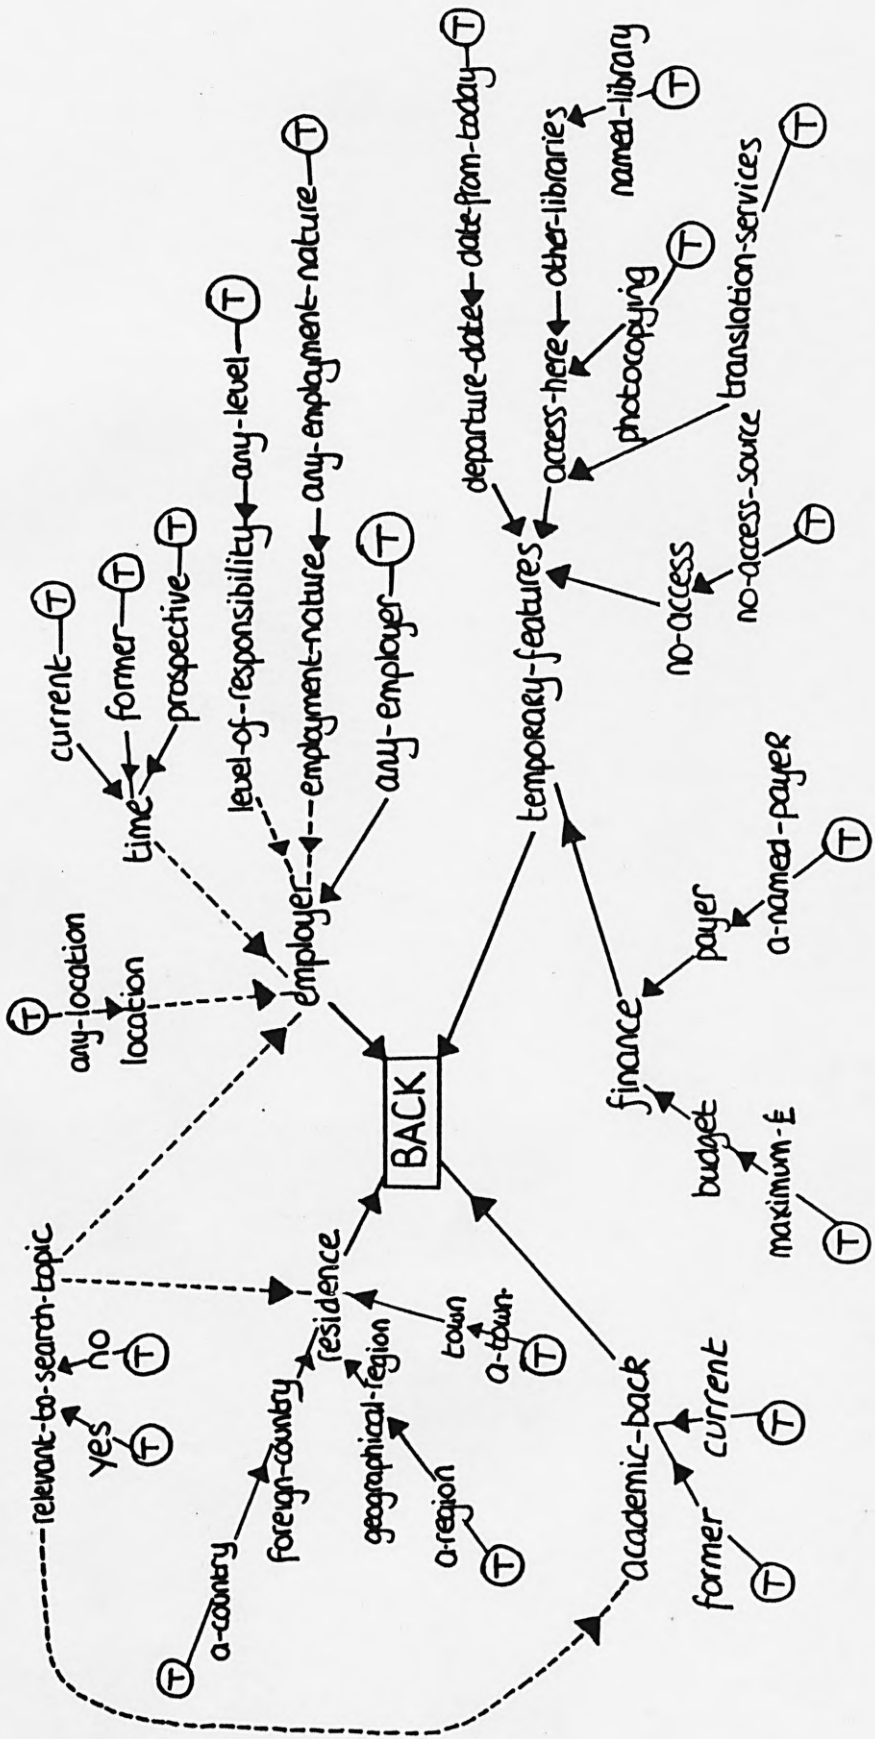 relevant-to-search-topic
yes
T
no
T
T
any-location
location
time
current
T
former
T
prospective
T
level-of-responsibility
any-level
T
employment-nature
any-employment-nature
T
employer
any-employer
T
T
a-country
foreign-country
residence
geographical-region
a-region
T
town
a-town
T
BACK
academic-back
former
T
current
T
temporary-features
departure-date
date-from-today
T
access-here
other-libraries
named-library
T
photocopying
T
translation-services
T
no-access
no-access-source
T
finance
budget
maximum-£
T
payer
a-named-payer
T